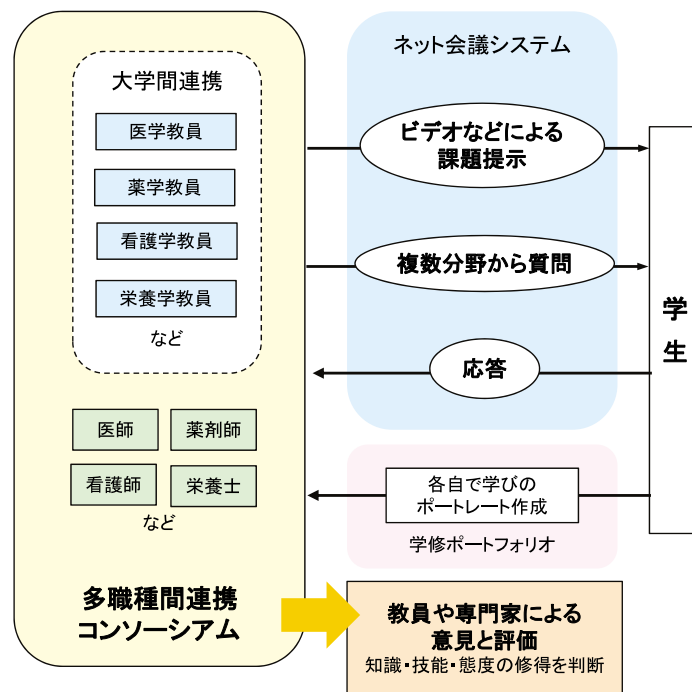 大学間連携
医学教員
薬学教員
看護学教員
栄養学教員
など
医師
薬剤師
看護師
栄養士
など
多職種間連携
コンソーシアム
ネット会議システム
ビデオなどによる
課題提示
複数分野から質問
応答
各自で学びの
ポートレート作成
学修ポートフォリオ
教員や専門家による
意見と評価
知識・技能・態度の修得を判断
学
生